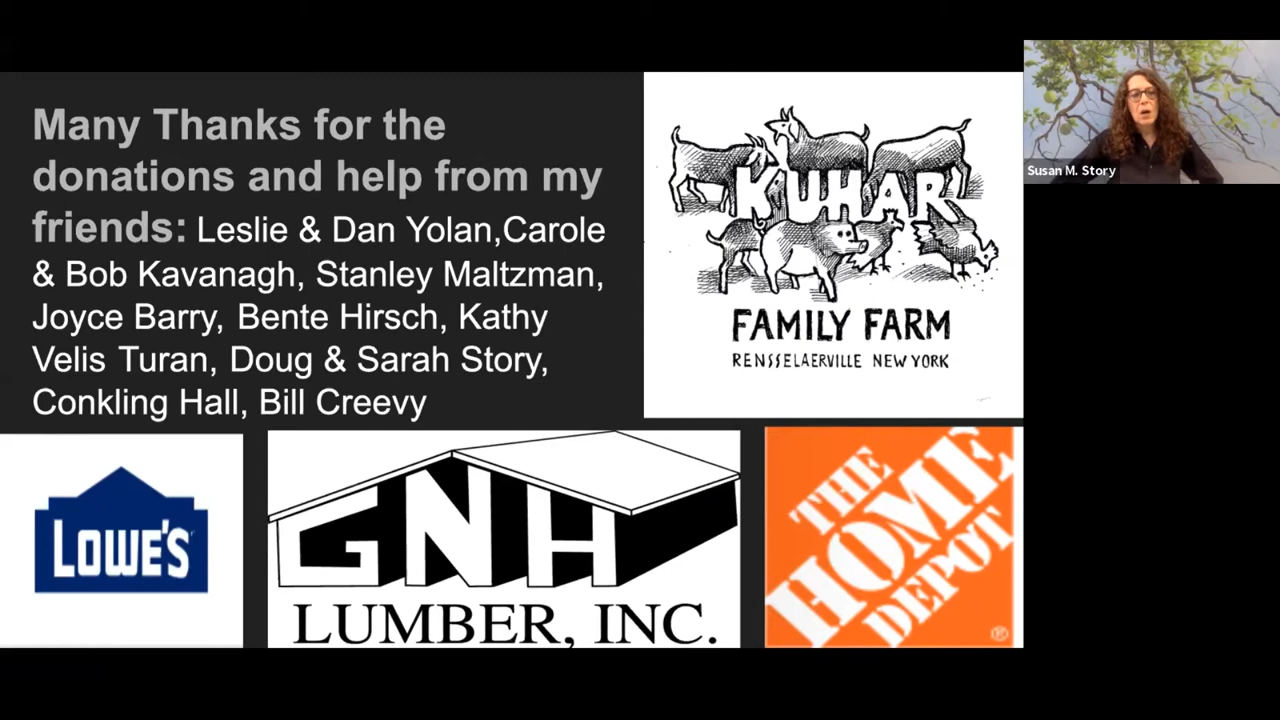 Many Thanks for the
donations and help from my
friends: Leslie & Dan Yolan,Carole
& Bob Kavanagh, Stanley Maltzman,
Joyce Barry, Bente Hirsch, Kathy
Velis Turan, Doug & Sarah Story,
Conkling Hall, Bill Creevy
KUHAR
FAMILY FARM
RENSSELAERVILLE NEW YORK
Susan M. Story
LOWE'S
GNH
LUMBER, INC.
THE
HOME
DEPOT
®